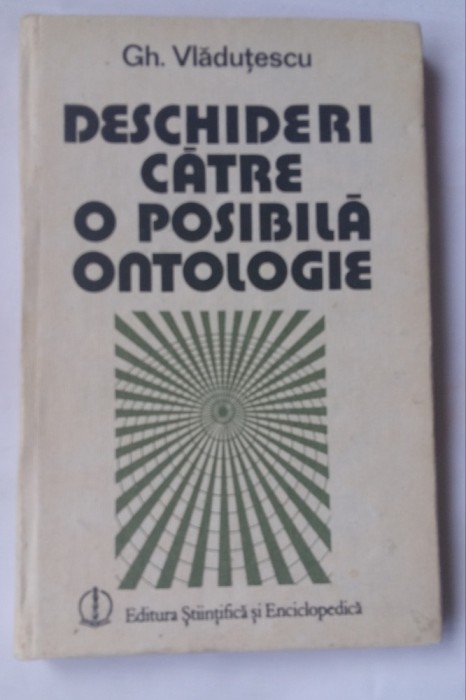 Gh. Vlăduțescu
DESCHIDERI
CĂTRE
O POSIBILĂ
ONTOLOGIE
Editura Științifică și Enciclopedică